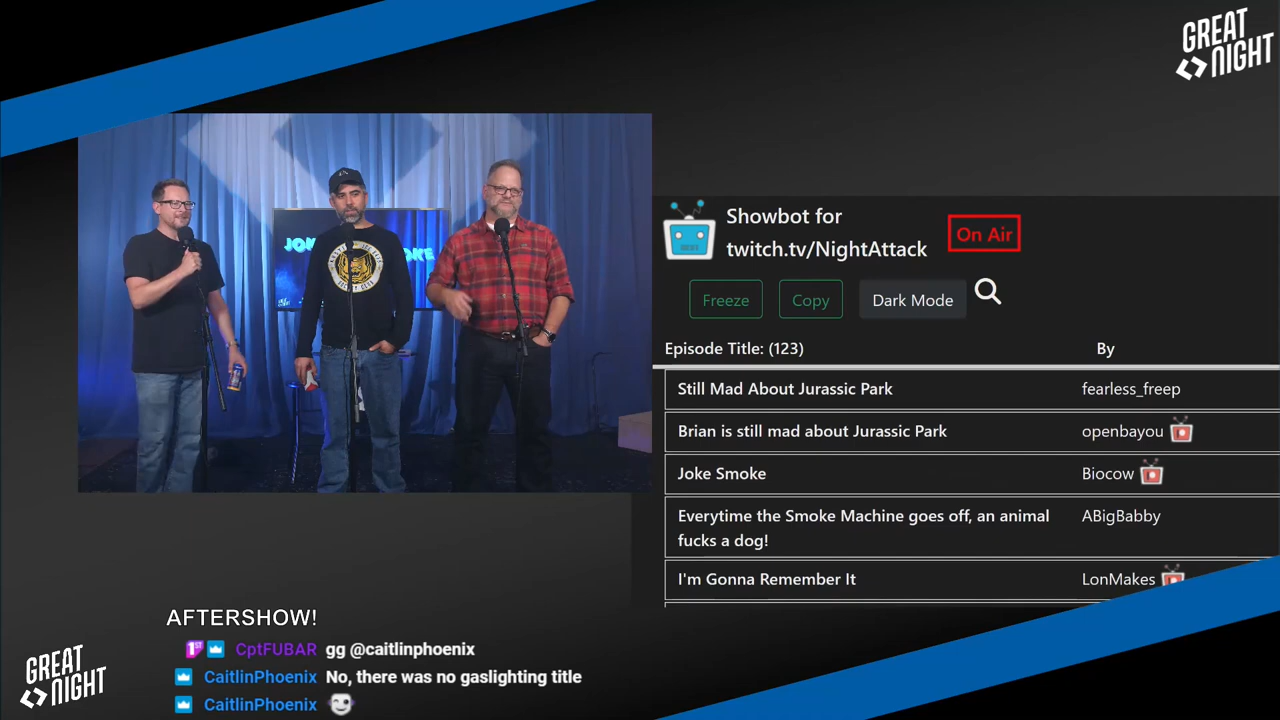 GREAT
NIGHT
Showbot for
twitch.tv/NightAttack
On Air
Freeze
Copy
Dark Mode
Episode Title: (123)
By
Still Mad About Jurassic Park
fearless_freep
Brian is still mad about Jurassic Park
openbayou
Joke Smoke
Biocow
Everytime the Smoke Machine goes off, an animal
fucks a dog!
ABigBabby
I'm Gonna Remember It
LonMakes
AFTERSHOW!
1ST CptFUBAR gg @caitlinphoenix
CaitlinPhoenix No, there was no gaslighting title
CaitlinPhoenix
GREAT
NIGHT